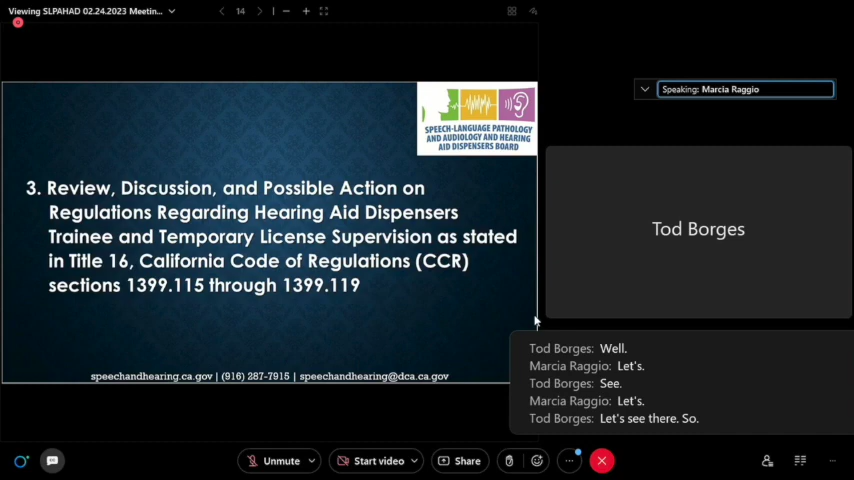 Viewing SLPAHAD 02.24.2023 Meetin...
14
Speaking: Marcia Raggio
SPEECH-LANGUAGE PATHOLOGY
AND AUDIOLOGY AND HEARING
AID DISPENSERS BOARD
3. Review, Discussion, and Possible Action on
Regulations Regarding Hearing Aid Dispensers
Trainee and Temporary License Supervision as stated
in Title 16, California Code of Regulations (CCR)
sections 1399.115 through 1399.119
speechandhearing.ca.gov | (916) 287-7915 | speechandhearing@dca.ca.gov
Tod Borges
Tod Borges: Well.
Marcia Raggio: Let's.
Tod Borges: See.
Marcia Raggio: Let's.
Tod Borges: Let's see there. So.
Unmute
Start video
Share